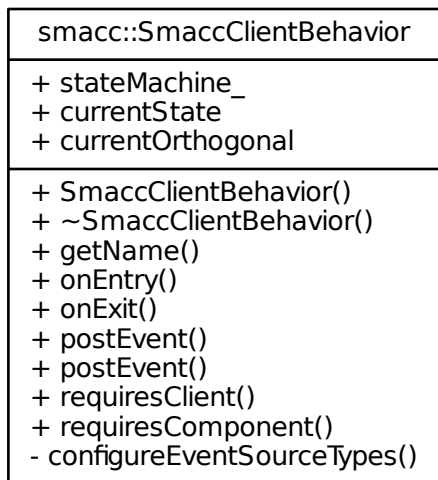 smacc::SmaccClientBehavior
+ stateMachine_
+ currentState
+ currentOrthogonal
+ SmaccClientBehavior()
+ ~SmaccClientBehavior()
+ getName()
+ onEntry()
+ onExit()
+ postEvent()
+ postEvent()
+ requiresClient()
+ requiresComponent()
- configureEventSourceTypes()